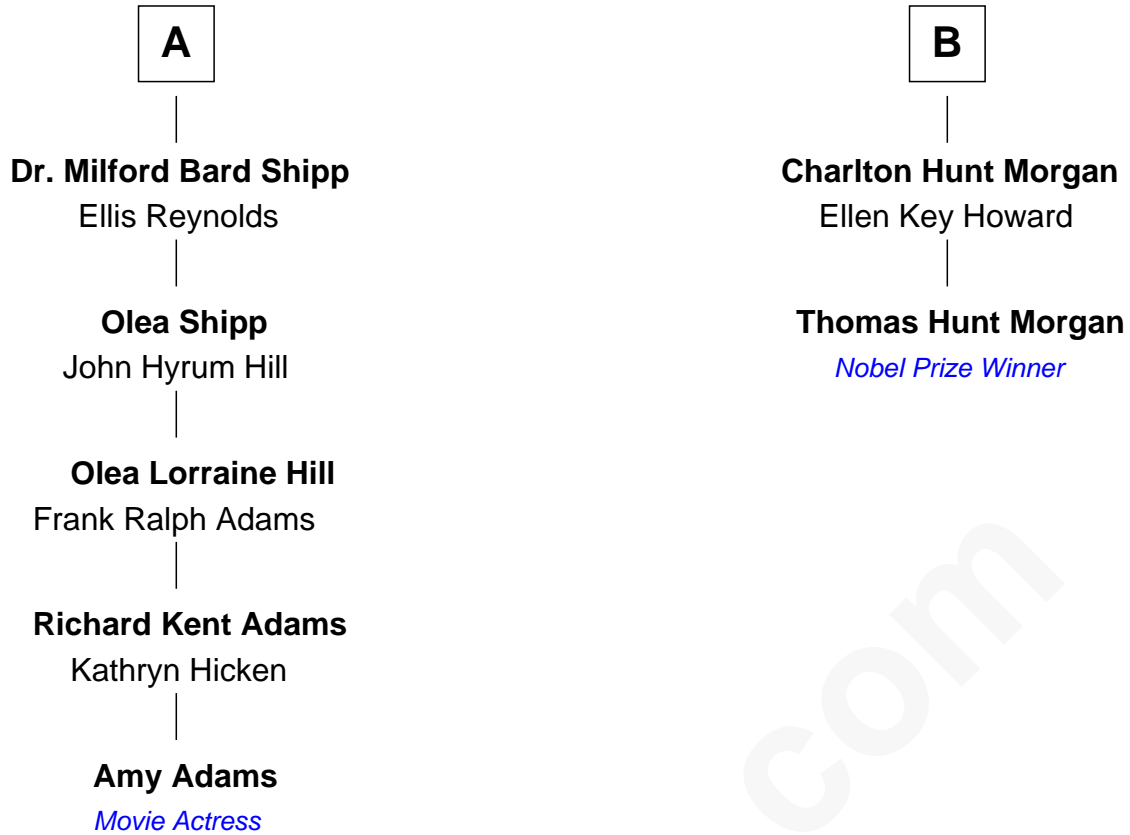 A
Dr. Milford Bard Shipp
Ellis Reynolds
Olea Shipp
John Hyrum Hill
Olea Lorraine Hill
Frank Ralph Adams
Richard Kent Adams
Kathryn Hicken
Amy Adams
Movie Actress
B
Charlton Hunt Morgan
Ellen Key Howard
Thomas Hunt Morgan
Nobel Prize Winner
com